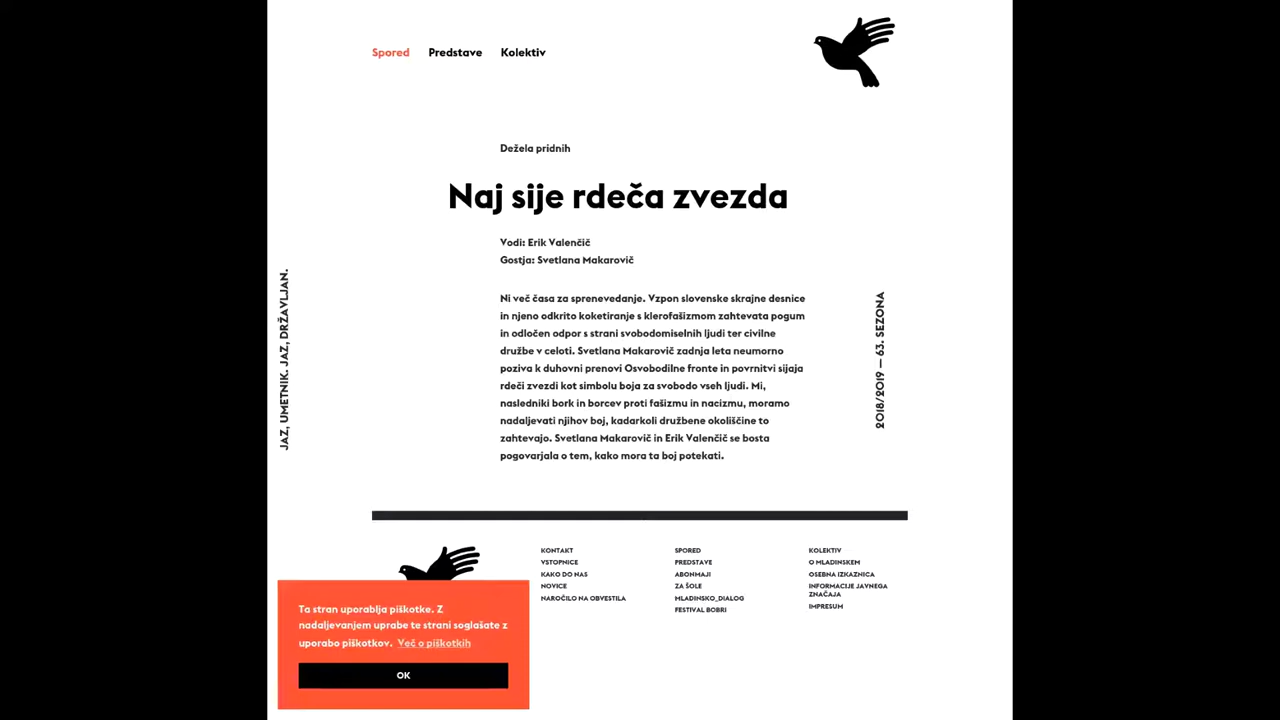 Spored Predstave Kolektiv
Dežela pridnih
Naj sije rdeča zvezda
Vodi: Erik Valenčič
Gostja: Svetlana Makarovič
Ni več časa za sprenevedanje. Vzpon slovenske skrajne desnice
in njeno odkrito koketiranje s klerofašizmom zahtevata pogum
in odločen odpor s strani svobodomiselnih ljudi ter civilne
družbe v celoti. Svetlana Makarovič zadnja leta neumorno
poziva k duhovni prenovi Osvobodilne fronte in povrnitvi sijaja
rdeči zvezdi kot simbolu boja za svobodo vseh ljudi. Mi,
nasledniki bork in borcev proti fašizmu in nacizmu, moramo
nadaljevati njihov boj, kadarkoli družbene okoliščine to
zahtevajo. Svetlana Makarovič in Erik Valenčič se bosta
pogovarjala o tem, kako mora ta boj potekati.
JAZ, UMETNIK. JAZ, DRŽAVLJAN.
2018/2019 — 63. SEZONA
KONTAKT
VSTOPNICE
KAKO DO NAS
NOVICE
NAROČILO NA OBVESTILA
SPORED
PREDSTAVE
ABONMAJI
ZA ŠOLE
MLADINSKO_DIALOG
FESTIVAL BOBRI
KOLEKTIV
O MLADINSKEM
OSEBNA IZKAZNICA
INFORMACIJE JAVNEGA
ZNAČAJA
IMPRESUM
Ta stran uporablja piškotke. Z
nadaljevanjem uprabe te strani soglašate z
uporabo piškotkov. Več o piškotkih
OK